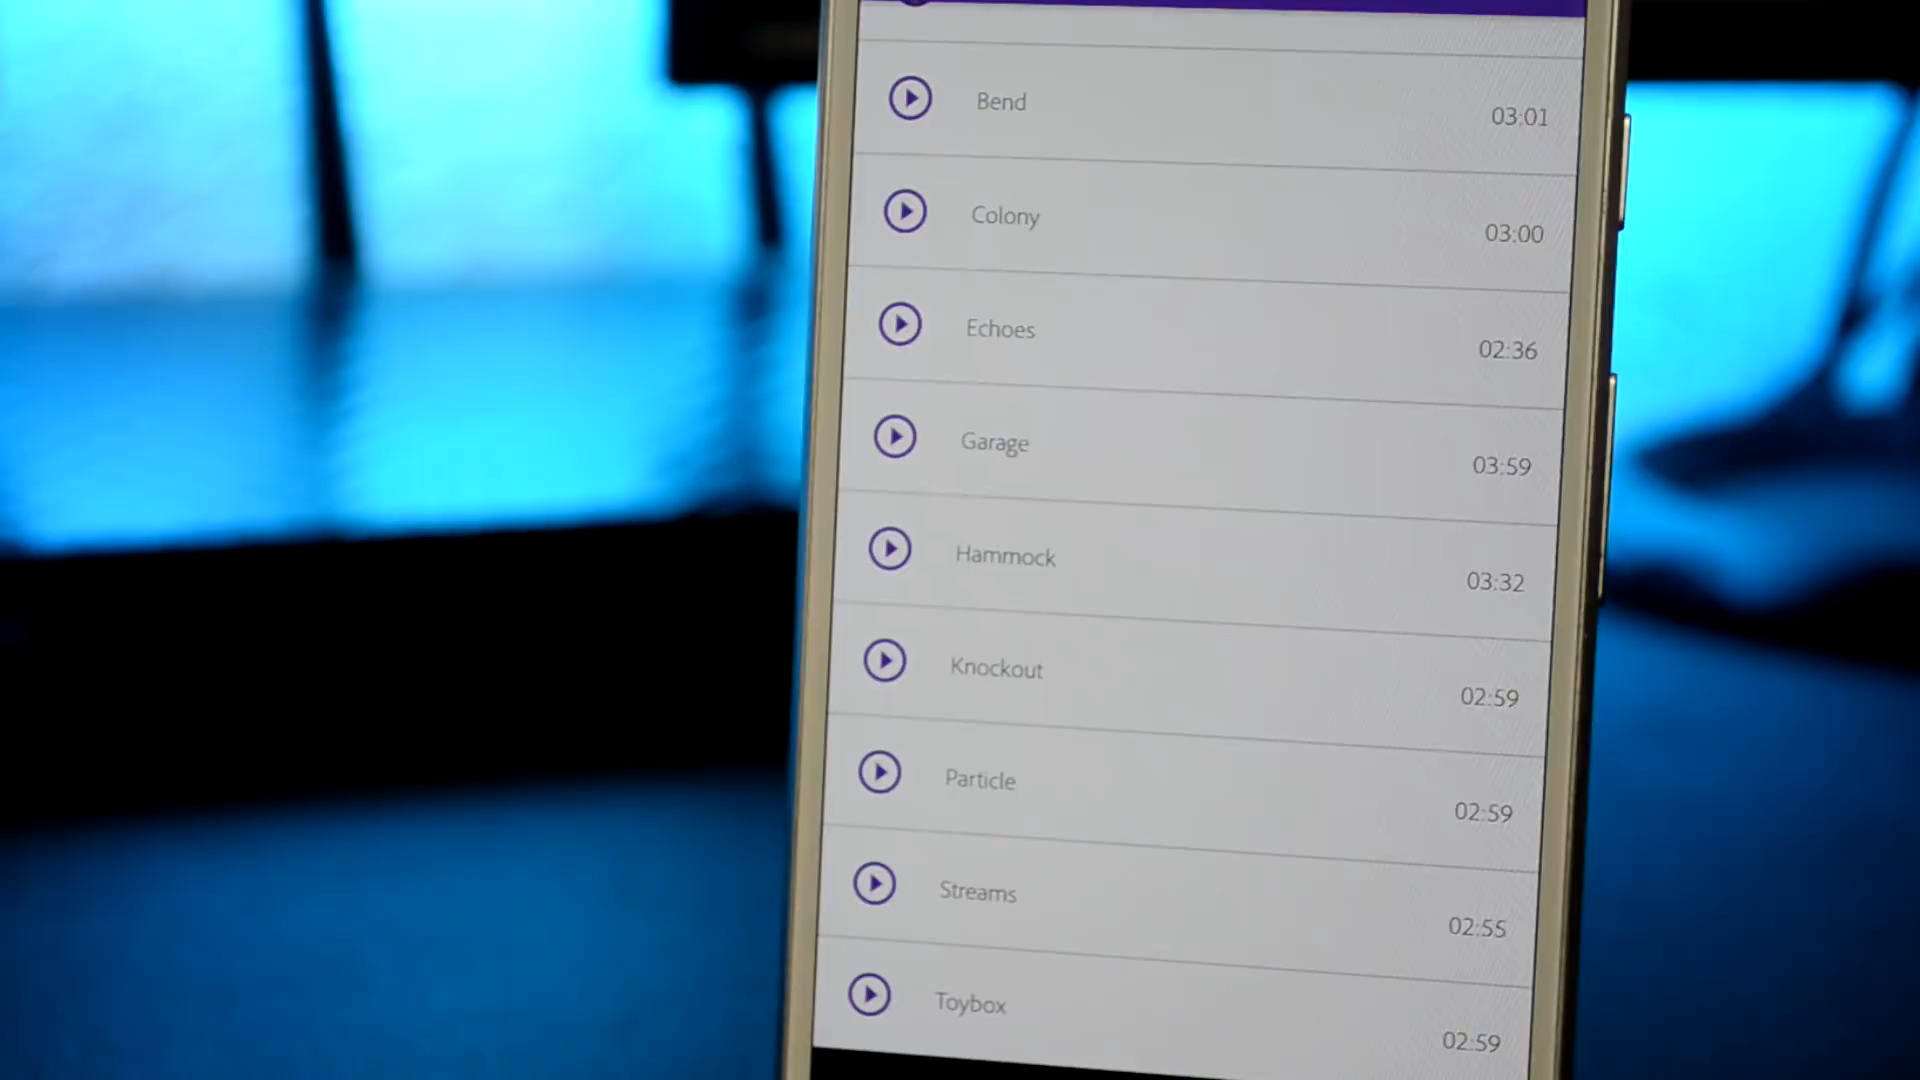 Bend 03:01
Colony 03:00
Echoes 02:36
Garage 03:59
Hammock 03:32
Knockout 02:59
Particle 02:59
Streams 02:55
Toybox 02:59